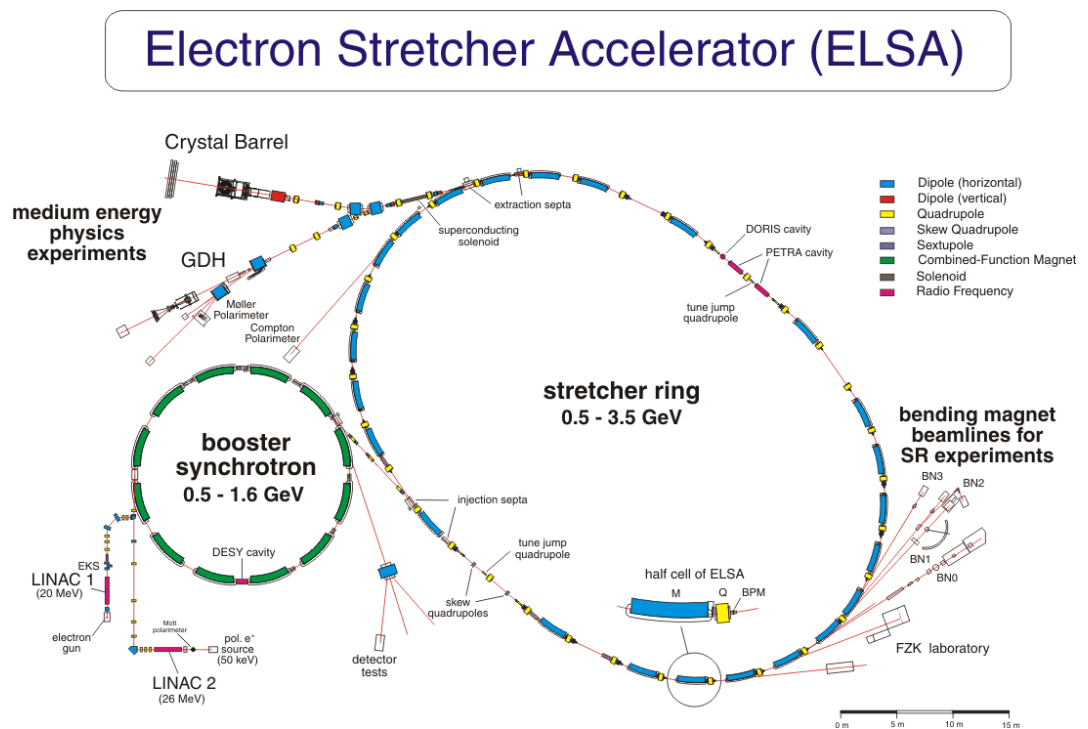 Electron Stretcher Accelerator (ELSA)
Crystal Barrel
medium energy
physics
experiments
GDH
Møller
Polarimeter
Compton
Polarimeter
extraction septa
superconducting
solenoid
DORIS cavity
PETRA cavity
tune jump
quadrupole
Dipole (horizontal)
Dipole (vertical)
Quadrupole
Skew Quadrupole
Sextupole
Combined-Function Magnet
Solenoid
Radio Frequency
stretcher ring
0.5 - 3.5 GeV
booster
synchrotron
0.5 - 1.6 GeV
DESY cavity
bending magnet
beamlines for
SR experiments
BN3
BN2
BN1
BN0
injection septa
tune jump
quadrupole
skew
quadrupoles
half cell of ELSA
M
Q
BPM
EKS
LINAC 1
(20 MeV)
electron
gun
Mott
polarimeter
pol. e⁻
source
(50 keV)
LINAC 2
(26 MeV)
detector
tests
FZK laboratory
0 m
5 m
10 m
15 m